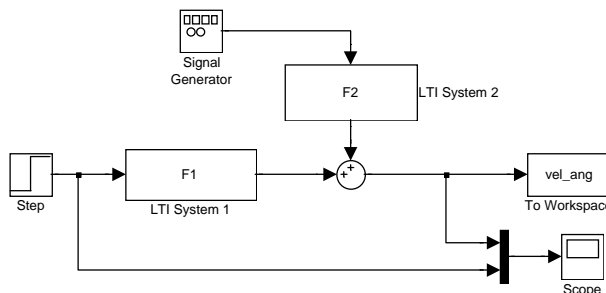 Signal
Generator
F2
LTI System 2
F1
LTI System 1
+
+
Step
vel_ang
To Workspace
Scope